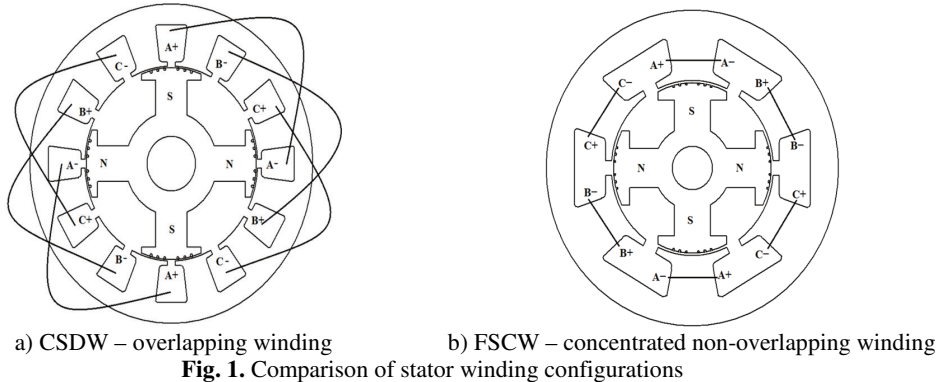 A+
C- B-
B+ C+
S
A- N N A-
C+ S B+
B- C-
A+
A+ A−
C− B+
S
C+ B−
N N
B− C+
S
B+ C−
A− A+
a) CSDW – overlapping winding b) FSCW – concentrated non-overlapping winding
Fig. 1. Comparison of stator winding configurations